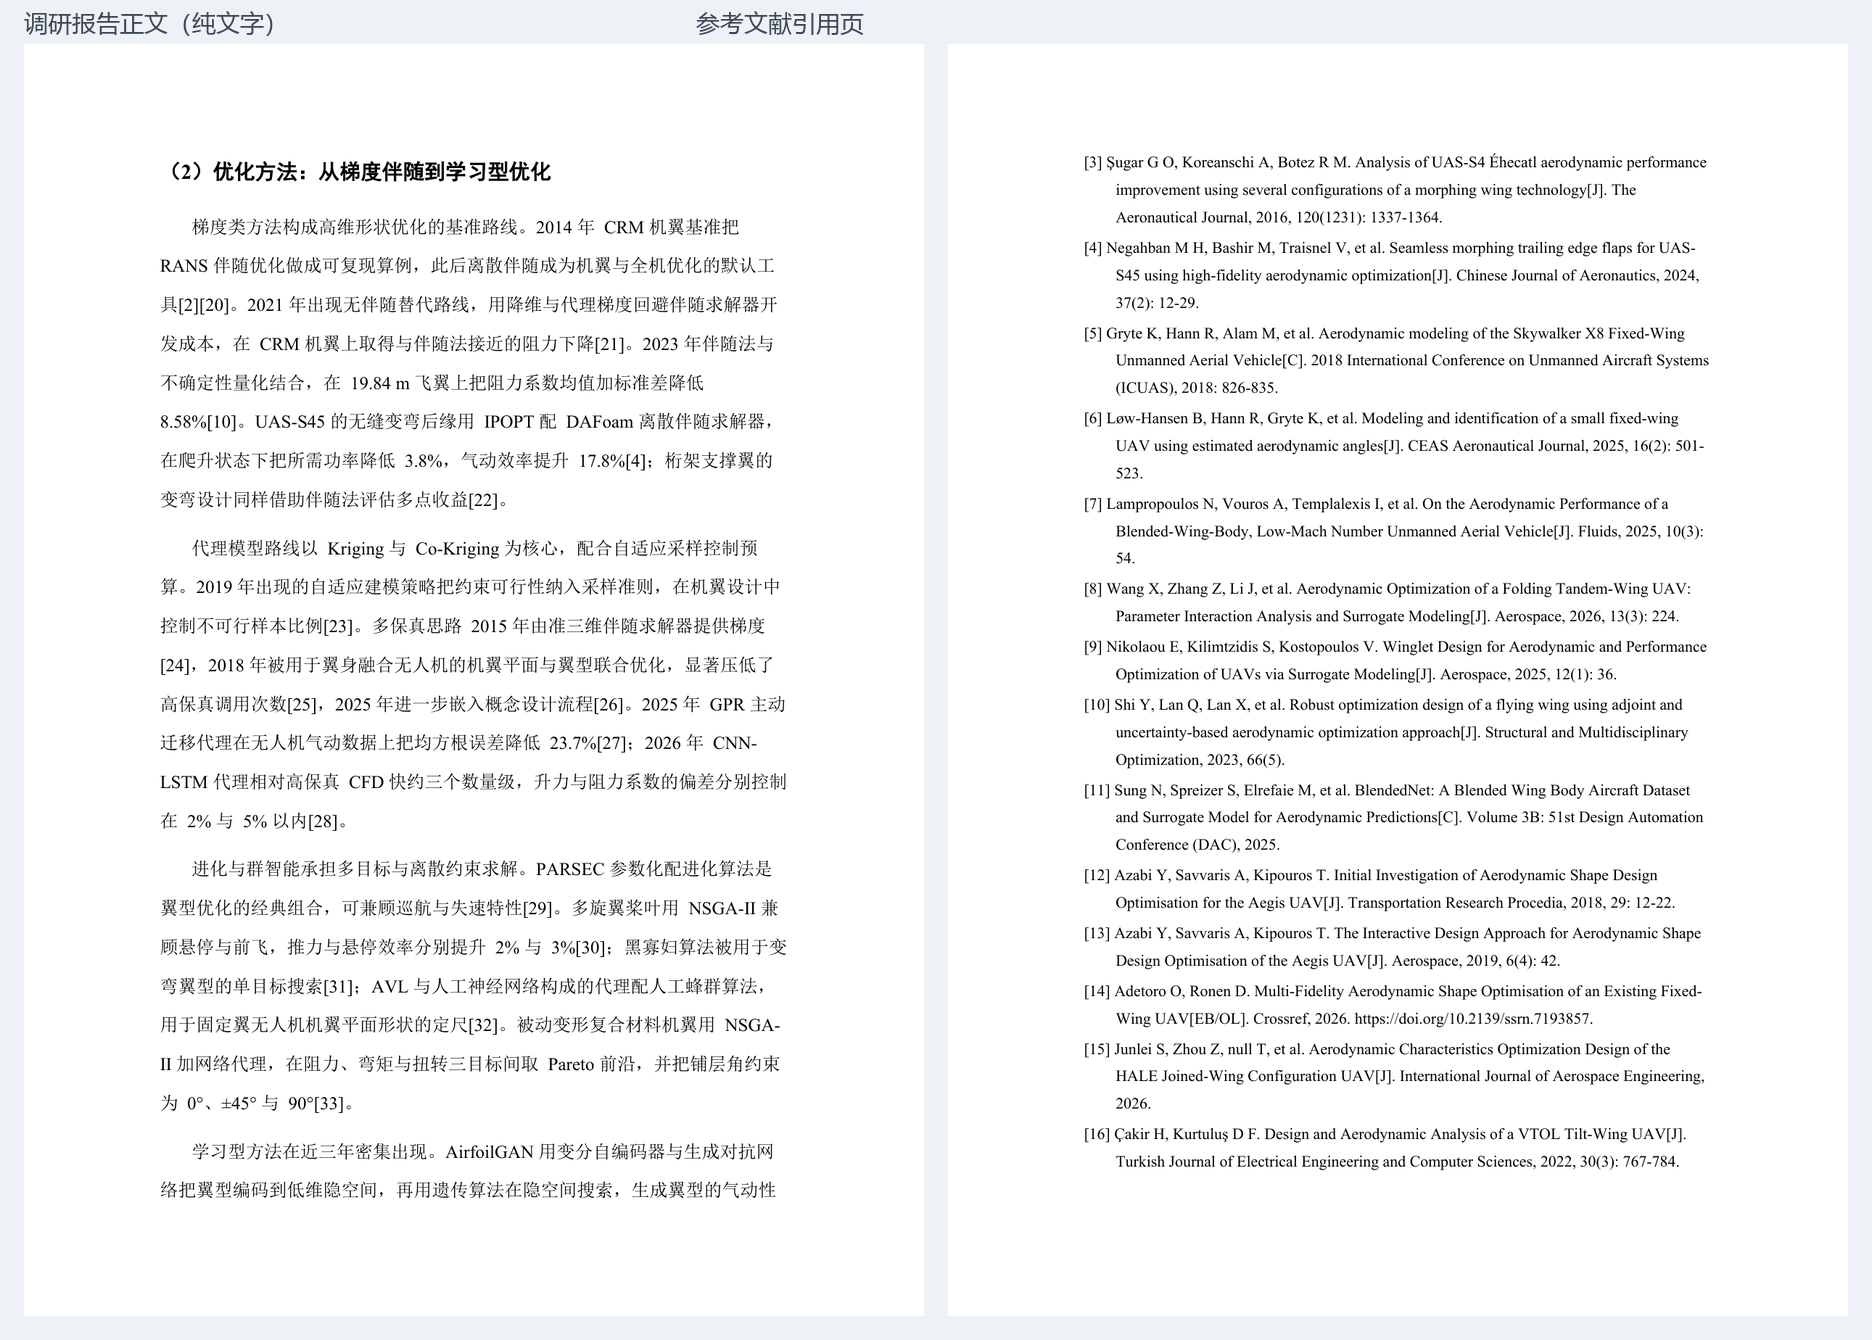 调研报告正文（纯文字）
参考文献引用页
（2）优化方法：从梯度伴随到学习型优化
梯度类方法构成高维形状优化的基准路线。2014 年 CRM 机翼基准把
RANS 伴随优化做成可复现算例，此后离散伴随成为机翼与全机优化的默认工
具[2][20]。2021 年出现无伴随替代路线，用降维与代理梯度回避伴随求解器开
发成本，在 CRM 机翼上取得与伴随法接近的阻力下降[21]。2023 年伴随法与
不确定性量化结合，在 19.84 m 飞翼上把阻力系数均值加标准差降低
8.58%[10]。UAS-S45 的无缝变弯后缘用 IPOPT 配 DAFoam 离散伴随求解器，
在爬升状态下把所需功率降低 3.8%，气动效率提升 17.8%[4]；桁架支撑翼的
变弯设计同样借助伴随法评估多点收益[22]。
代理模型路线以 Kriging 与 Co-Kriging 为核心，配合自适应采样控制预
算。2019 年出现的自适应建模策略把约束可行性纳入采样准则，在机翼设计中
控制不可行样本比例[23]。多保真思路 2015 年由准三维伴随求解器提供梯度
[24]，2018 年被用于翼身融合无人机的机翼平面与翼型联合优化，显著压低了
高保真调用次数[25]，2025 年进一步嵌入概念设计流程[26]。2025 年 GPR 主动
迁移代理在无人机气动数据上把均方根误差降低 23.7%[27]；2026 年 CNN-
LSTM 代理相对高保真 CFD 快约三个数量级，升力与阻力系数的偏差分别控制
在 2% 与 5% 以内[28]。
进化与群智能承担多目标与离散约束求解。PARSEC 参数化配进化算法是
翼型优化的经典组合，可兼顾巡航与失速特性[29]。多旋翼桨叶用 NSGA-II 兼
顾悬停与前飞，推力与悬停效率分别提升 2% 与 3%[30]；黑寡妇算法被用于变
弯翼型的单目标搜索[31]；AVL 与人工神经网络构成的代理配人工蜂群算法，
用于固定翼无人机机翼平面形状的定尺[32]。被动变形复合材料机翼用 NSGA-
II 加网络代理，在阻力、弯矩与扭转三目标间取 Pareto 前沿，并把铺层角约束
为 0°、±45° 与 90°[33]。
学习型方法在近三年密集出现。AirfoilGAN 用变分自编码器与生成对抗网
络把翼型编码到低维隐空间，再用遗传算法在隐空间搜索，生成翼型的气动性
[3] Şugar G O, Koreanschi A, Botez R M. Analysis of UAS-S4 Éhecatl aerodynamic performance
improvement using several configurations of a morphing wing technology[J]. The
Aeronautical Journal, 2016, 120(1231): 1337-1364.
[4] Negahban M H, Bashir M, Traisnel V, et al. Seamless morphing trailing edge flaps for UAS-
S45 using high-fidelity aerodynamic optimization[J]. Chinese Journal of Aeronautics, 2024,
37(2): 12-29.
[5] Gryte K, Hann R, Alam M, et al. Aerodynamic modeling of the Skywalker X8 Fixed-Wing
Unmanned Aerial Vehicle[C]. 2018 International Conference on Unmanned Aircraft Systems
(ICUAS), 2018: 826-835.
[6] Løw-Hansen B, Hann R, Gryte K, et al. Modeling and identification of a small fixed-wing
UAV using estimated aerodynamic angles[J]. CEAS Aeronautical Journal, 2025, 16(2): 501-
523.
[7] Lampropoulos N, Vouros A, Templalexis I, et al. On the Aerodynamic Performance of a
Blended-Wing-Body, Low-Mach Number Unmanned Aerial Vehicle[J]. Fluids, 2025, 10(3):
54.
[8] Wang X, Zhang Z, Li J, et al. Aerodynamic Optimization of a Folding Tandem-Wing UAV:
Parameter Interaction Analysis and Surrogate Modeling[J]. Aerospace, 2026, 13(3): 224.
[9] Nikolaou E, Kilimtzidis S, Kostopoulos V. Winglet Design for Aerodynamic and Performance
Optimization of UAVs via Surrogate Modeling[J]. Aerospace, 2025, 12(1): 36.
[10] Shi Y, Lan Q, Lan X, et al. Robust optimization design of a flying wing using adjoint and
uncertainty-based aerodynamic optimization approach[J]. Structural and Multidisciplinary
Optimization, 2023, 66(5).
[11] Sung N, Spreizer S, Elrefaie M, et al. BlendedNet: A Blended Wing Body Aircraft Dataset
and Surrogate Model for Aerodynamic Predictions[C]. Volume 3B: 51st Design Automation
Conference (DAC), 2025.
[12] Azabi Y, Savvaris A, Kipouros T. Initial Investigation of Aerodynamic Shape Design
Optimisation for the Aegis UAV[J]. Transportation Research Procedia, 2018, 29: 12-22.
[13] Azabi Y, Savvaris A, Kipouros T. The Interactive Design Approach for Aerodynamic Shape
Design Optimisation of the Aegis UAV[J]. Aerospace, 2019, 6(4): 42.
[14] Adetoro O, Ronen D. Multi-Fidelity Aerodynamic Shape Optimisation of an Existing Fixed-
Wing UAV[EB/OL]. Crossref, 2026. https://doi.org/10.2139/ssrn.7193857.
[15] Junlei S, Zhou Z, null T, et al. Aerodynamic Characteristics Optimization Design of the
HALE Joined-Wing Configuration UAV[J]. International Journal of Aerospace Engineering,
2026.
[16] Çakir H, Kurtuluş D F. Design and Aerodynamic Analysis of a VTOL Tilt-Wing UAV[J].
Turkish Journal of Electrical Engineering and Computer Sciences, 2022, 30(3): 767-784.